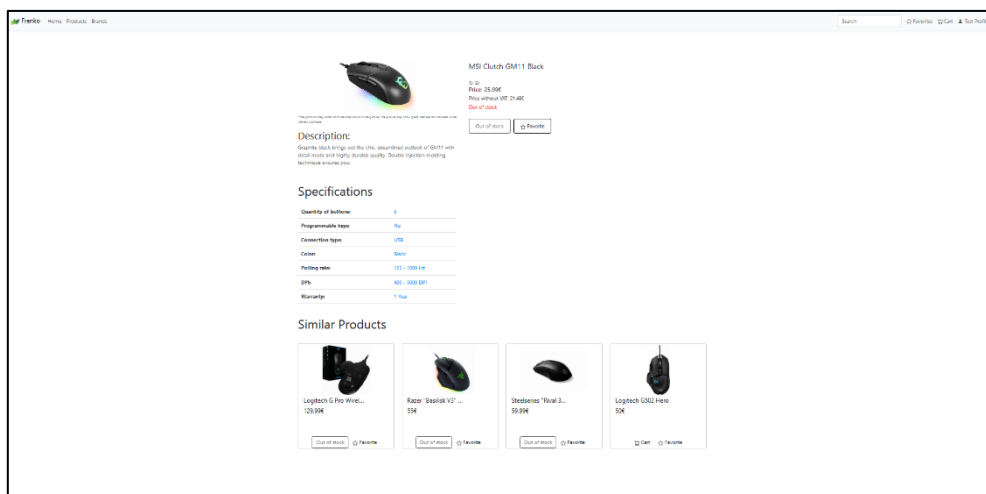 Frenko Home Products Brands Search Favorites Cart Test Profile
MSI Clutch GM11 Black
Price: 25.99€
Price without VAT: 21.48€
Out of stock
Out of stock Favorite
Description:
Graphite black brings out the chic, streamlined outlook of GM11 with
detail made and highly durable quality. Double injection molding
technique ensures you.
Specifications
Quantity of buttons: 6
Programmable keys: No
Connection type: USB
Color: Black
Polling rate: 125 - 1000 Hz
DPI: 400 - 5000 DPI
Warranty: 1 Year
Similar Products
Logitech G Pro Wirel...
129.99€
Out of stock Favorite
Razer "Basilisk V3" ...
55€
Out of stock Favorite
Steelseries "Rival 3...
59.99€
Out of stock Favorite
Logitech G502 Hero
50€
Cart Favorite